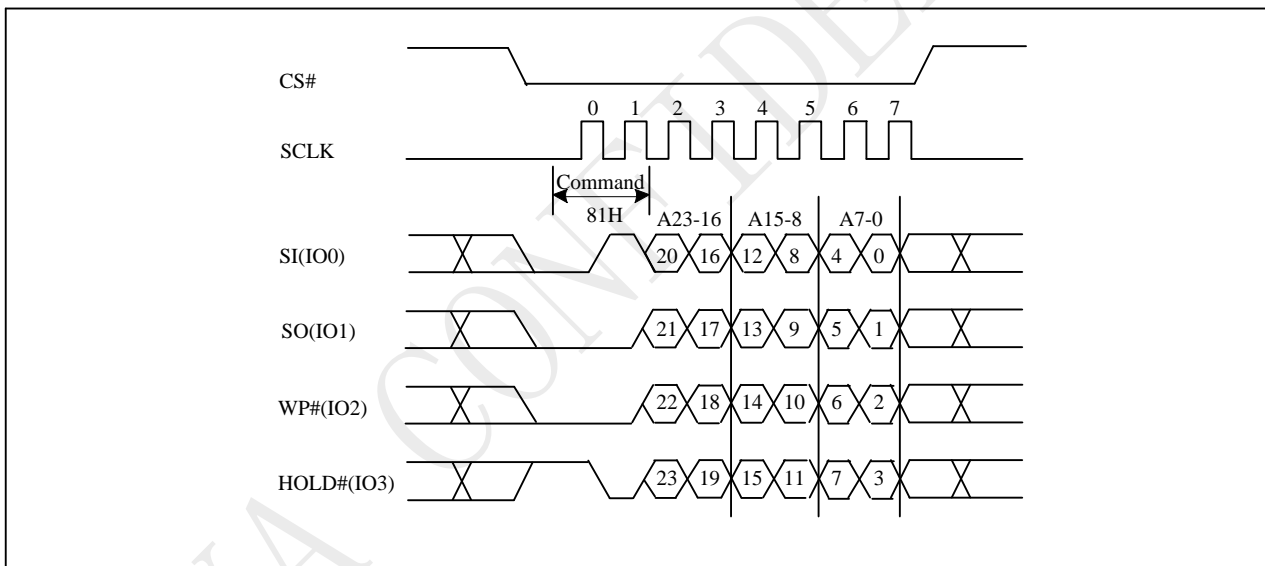 CS#
0 1 2 3 4 5 6 7
SCLK
Command
81H
A23-16 A15-8 A7-0
SI(IO0) 20 16 12 8 4 0
SO(IO1) 21 17 13 9 5 1
WP#(IO2) 22 18 14 10 6 2
HOLD#(IO3) 23 19 15 11 7 3